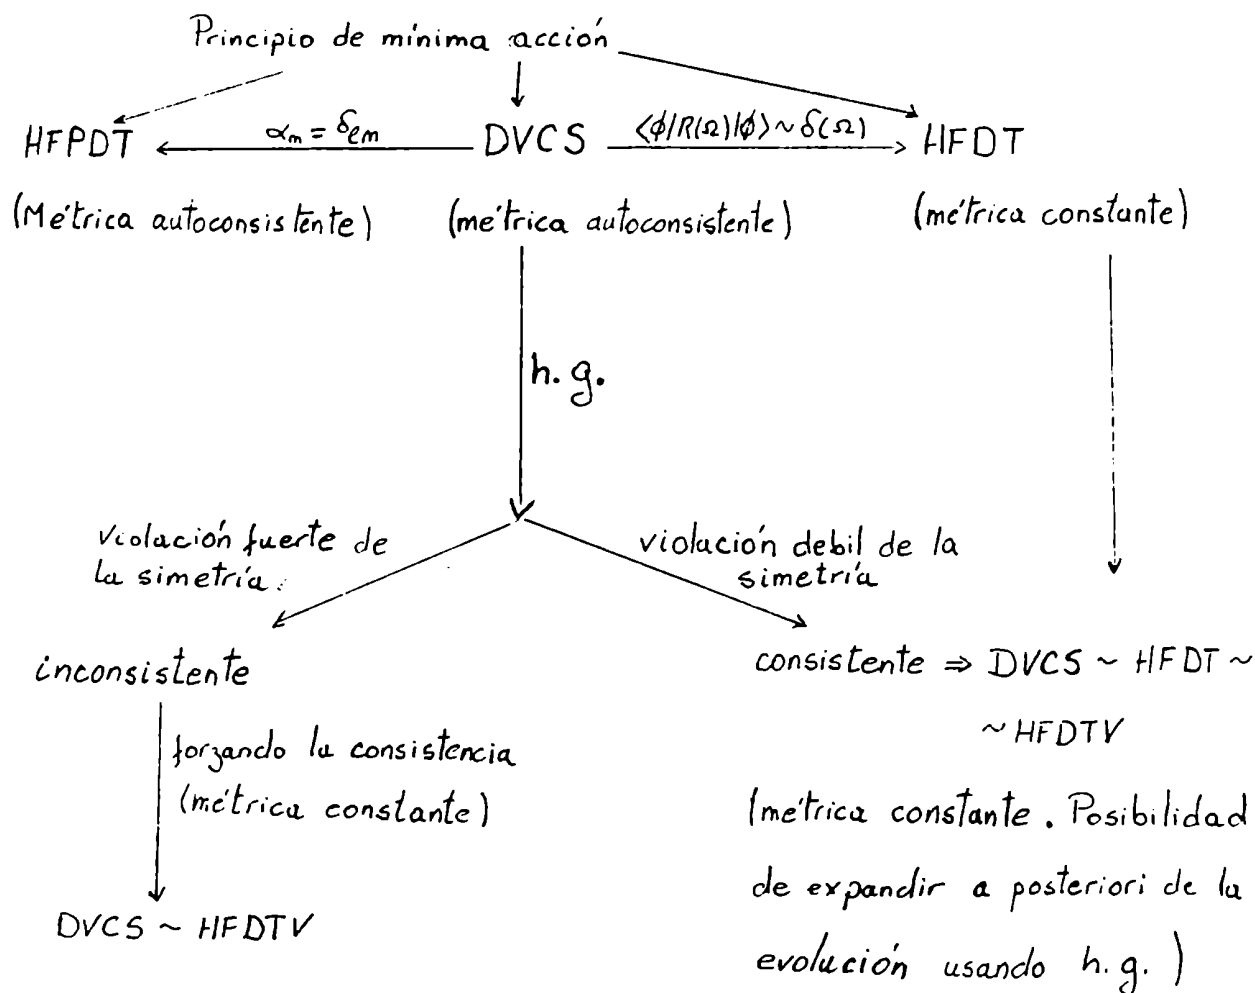 Principio de mínima acción
HFPDT
αₘ = δₑₘ
DVCS
⟨ϕ/R(Ω)/ϕ⟩ ~ δ(Ω)
HFDT
(Métrica autoconsistente)
(métrica autoconsistente)
(métrica constante)
h. g.
violación fuerte de
la simetría.
violación debil de la
simetría
inconsistente
consistente ⇒ DVCS ~ HFDT ~
~ HFDTV
forzando la consistencia
(métrica constante)
(métrica constante. Posibilidad
de expandir a posteriori de la
evolución usando h. g.)
DVCS ~ HFDTV